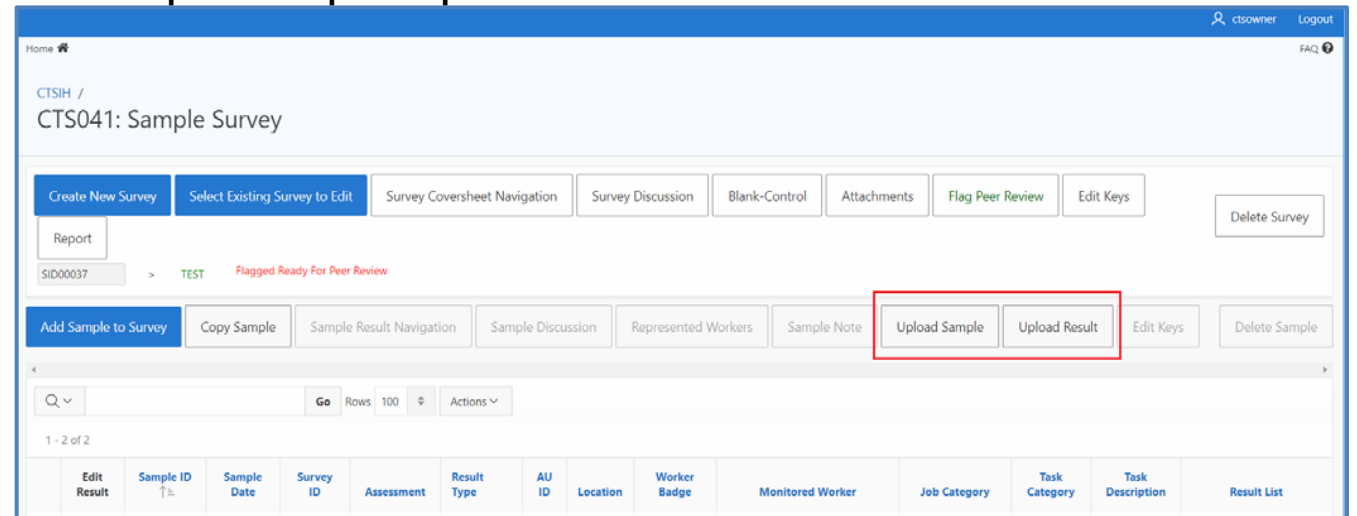 ctsowner Logout
Home FAQ
CTSIH /
CTS041: Sample Survey
Create New Survey Select Existing Survey to Edit Survey Coversheet Navigation Survey Discussion Blank-Control Attachments Flag Peer Review Edit Keys Delete Survey
Report
SID00037 > TEST Flagged Ready For Peer Review
Add Sample to Survey Copy Sample Sample Result Navigation Sample Discussion Represented Workers Sample Note Upload Sample Upload Result Edit Keys Delete Sample
Go Rows 100 Actions
1 - 2 of 2
Edit Result Sample ID Sample Date Survey ID Assessment Result Type AU ID Location Worker Badge Monitored Worker Job Category Task Category Task Description Result List